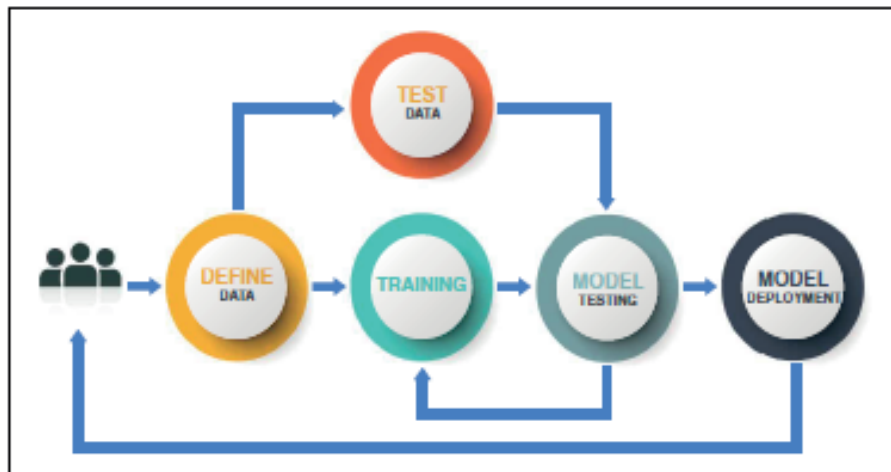 TEST
DATA
DEFINE
DATA
TRAINING
MODEL
TESTING
MODEL
DEPLOYMENT